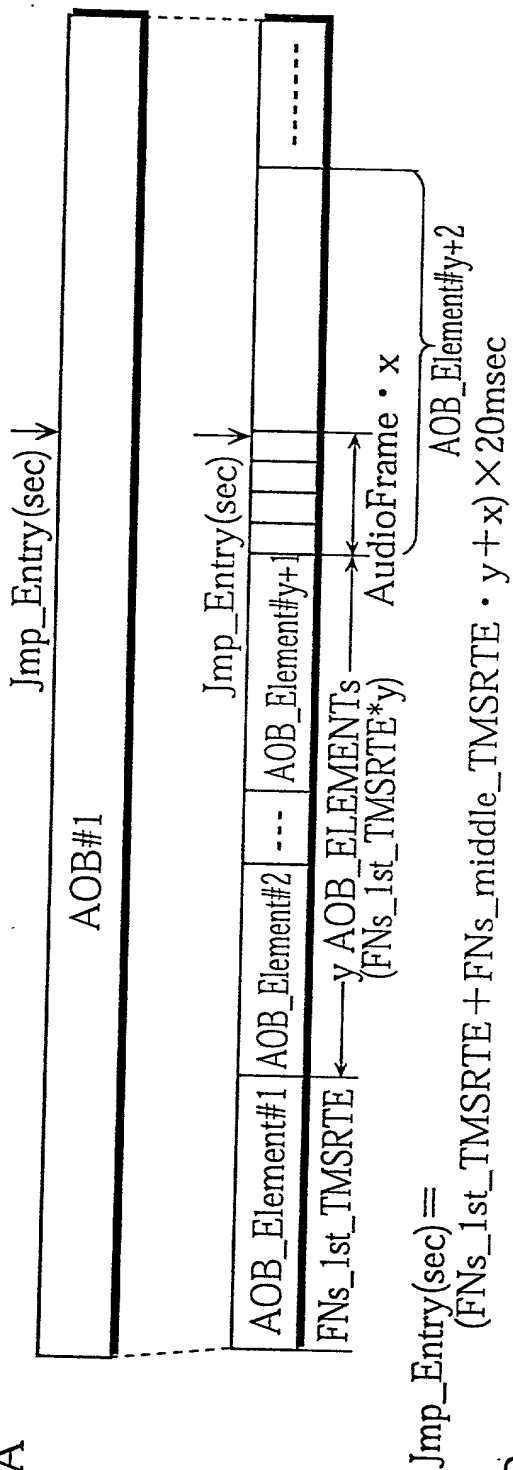 A
Jmp_Entry(sec)
AOB#1
Jmp_Entry(sec)
AOB_Element#1 AOB_Element#2 --- AOB_Element#y+1 -------
FNs_1st_TMSRTE
y AOB_ELEMENTs
(FNs_1st_TMSRTE*y)
AudioFrame・x
AOB_Element#y+2
Jmp_Entry(sec)=
(FNs_1st_TMSRTE+FNs_middle_TMSRTE・y+x)×20msec